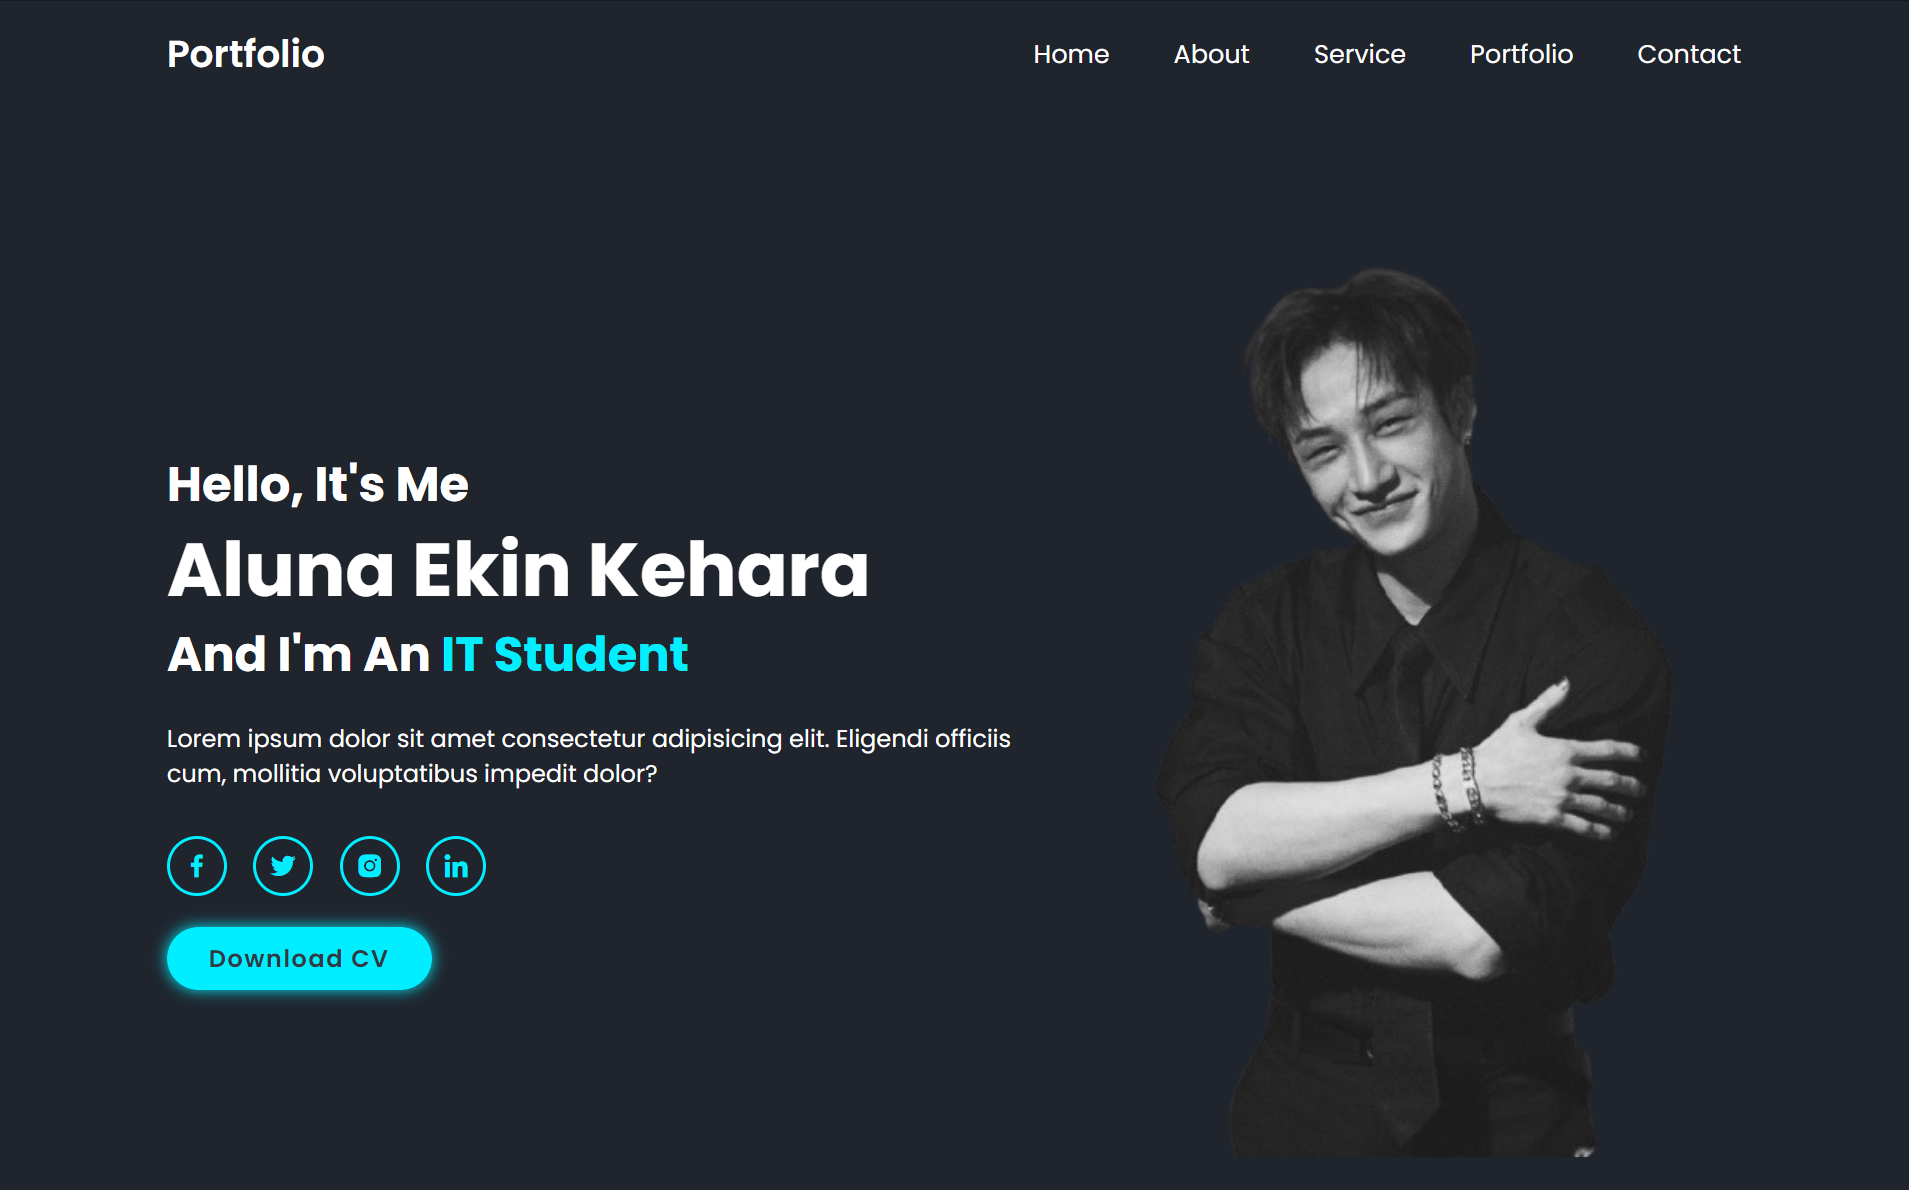 Portfolio
Home About Service Portfolio Contact
Hello, It's Me
Aluna Ekin Kehara
And I'm An IT Student
Lorem ipsum dolor sit amet consectetur adipisicing elit. Eligendi officiis
cum, mollitia voluptatibus impedit dolor?
Download CV